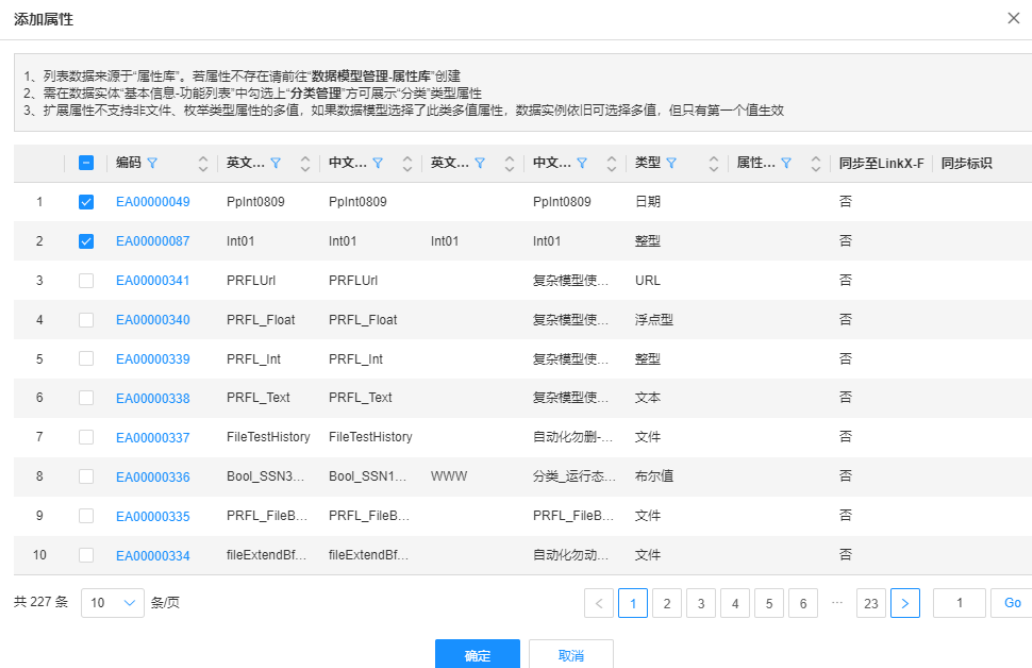 添加属性
1、列表数据来源于“属性库”。若属性不存在请前往“数据模型管理-属性库”创建
2、需在数据实体“基本信息-功能列表”中勾选上“分类管理”方可展示“分类”类型属性
3、扩展属性不支持非文件、枚举类型属性的多值，如果数据模型选择了此类多值属性，数据实例依旧可选择多值，但只有第一个值生效
编码 英文... 中文... 英文... 中文... 类型 属性... 同步至LinkX-F 同步标识
1 EA00000049 PpInt0809 PpInt0809 PpInt0809 日期 否
2 EA00000087 Int01 Int01 Int01 Int01 整型 否
3 EA00000341 PRFLUrl PRFLUrl 复杂模型使... URL 否
4 EA00000340 PRFL_Float PRFL_Float 复杂模型使... 浮点型 否
5 EA00000339 PRFL_Int PRFL_Int 复杂模型使... 整型 否
6 EA00000338 PRFL_Text PRFL_Text 复杂模型使... 文本 否
7 EA00000337 FileTestHistory FileTestHistory 自动化勿删-... 文件 否
8 EA00000336 Bool_SSN3... Bool_SSN1... WWW 分类_运行态... 布尔值 否
9 EA00000335 PRFL_FileB... PRFL_FileB... PRFL_FileB... 文件 否
10 EA00000334 fileExtendBf... fileExtendBf... 自动化勿动... 文件 否
共 227 条 10 条/页 < 1 2 3 4 5 6 ... 23 > 1 Go
确定 取消